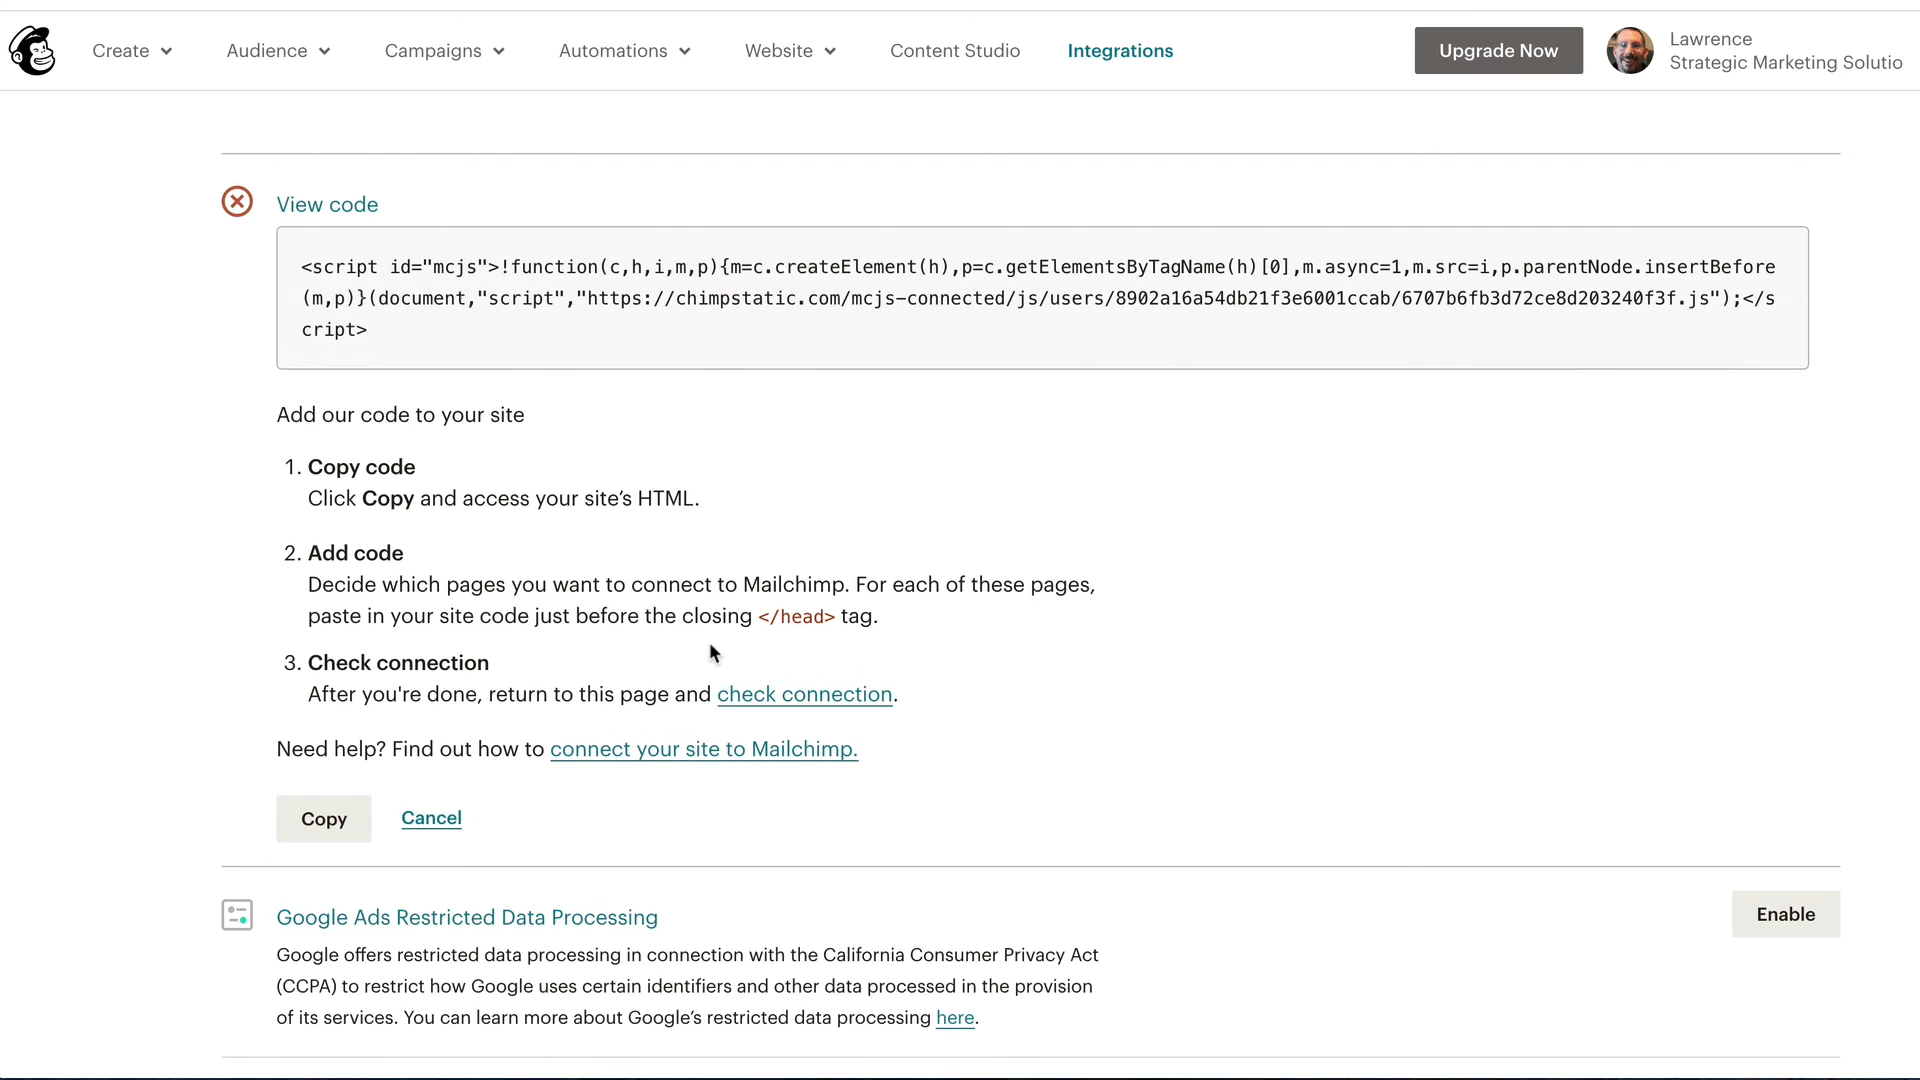 Create
Audience
Campaigns
Automations
Website
Content Studio
Integrations
Upgrade Now
Lawrence
Strategic Marketing Solutio
View code
<script id="mcjs">!function(c,h,i,m,p){m=c.createElement(h),p=c.getElementsByTagName(h)[0],m.async=1,m.src=i,p.parentNode.insertBefore
(m,p)}(document,"script","https://chimpstatic.com/mcjs-connected/js/users/8902a16a54db21f3e6001ccab/6707b6fb3d72ce8d203240f3f.js");</s
cript>
Add our code to your site
1. Copy code
Click Copy and access your site’s HTML.
2. Add code
Decide which pages you want to connect to Mailchimp. For each of these pages,
paste in your site code just before the closing </head> tag.
3. Check connection
After you're done, return to this page and check connection.
Need help? Find out how to connect your site to Mailchimp.
Copy
Cancel
Google Ads Restricted Data Processing
Enable
Google offers restricted data processing in connection with the California Consumer Privacy Act
(CCPA) to restrict how Google uses certain identifiers and other data processed in the provision
of its services. You can learn more about Google’s restricted data processing here.